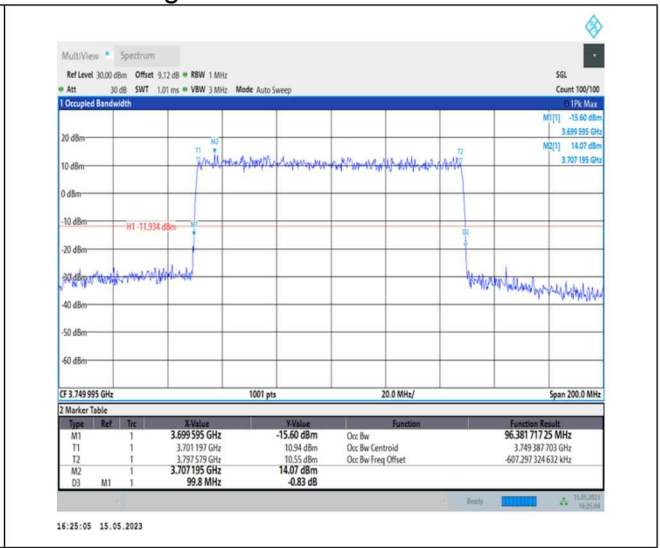 MultiView Spectrum
Ref Level 30.00 dBm Offset 9.12 dB RBW 1 MHz SGL
Att 30 dB SWT 1.01 ms VBW 3 MHz Mode Auto Sweep Count 100/100
1 Occupied Bandwidth 1Pk Max
M1[1] -15.60 dBm
3.699 595 GHz
M2[1] 14.07 dBm
3.707 195 GHz
20 dBm
M2
T1 T2
10 dBm
0 dBm
-10 dBm
H1 -11.934 dBm M1
D3
-20 dBm
-30 dBm
-40 dBm
-50 dBm
-60 dBm
CF 3.749 995 GHz 1001 pts 20.0 MHz/ Span 200.0 MHz
2 Marker Table
Type Ref Trc X-Value Y-Value Function Function Result
M1 1 3.699 595 GHz -15.60 dBm Occ Bw 96.381 717 25 MHz
T1 1 3.701 197 GHz 10.94 dBm Occ Bw Centroid 3.749 387 703 GHz
T2 1 3.797 579 GHz 10.55 dBm Occ Bw Freq Offset -607.297 324 632 kHz
M2 1 3.707 195 GHz 14.07 dBm
D3 M1 1 99.8 MHz -0.83 dB
Ready 15.05.2023
16:25:04
16:25:05 15.05.2023